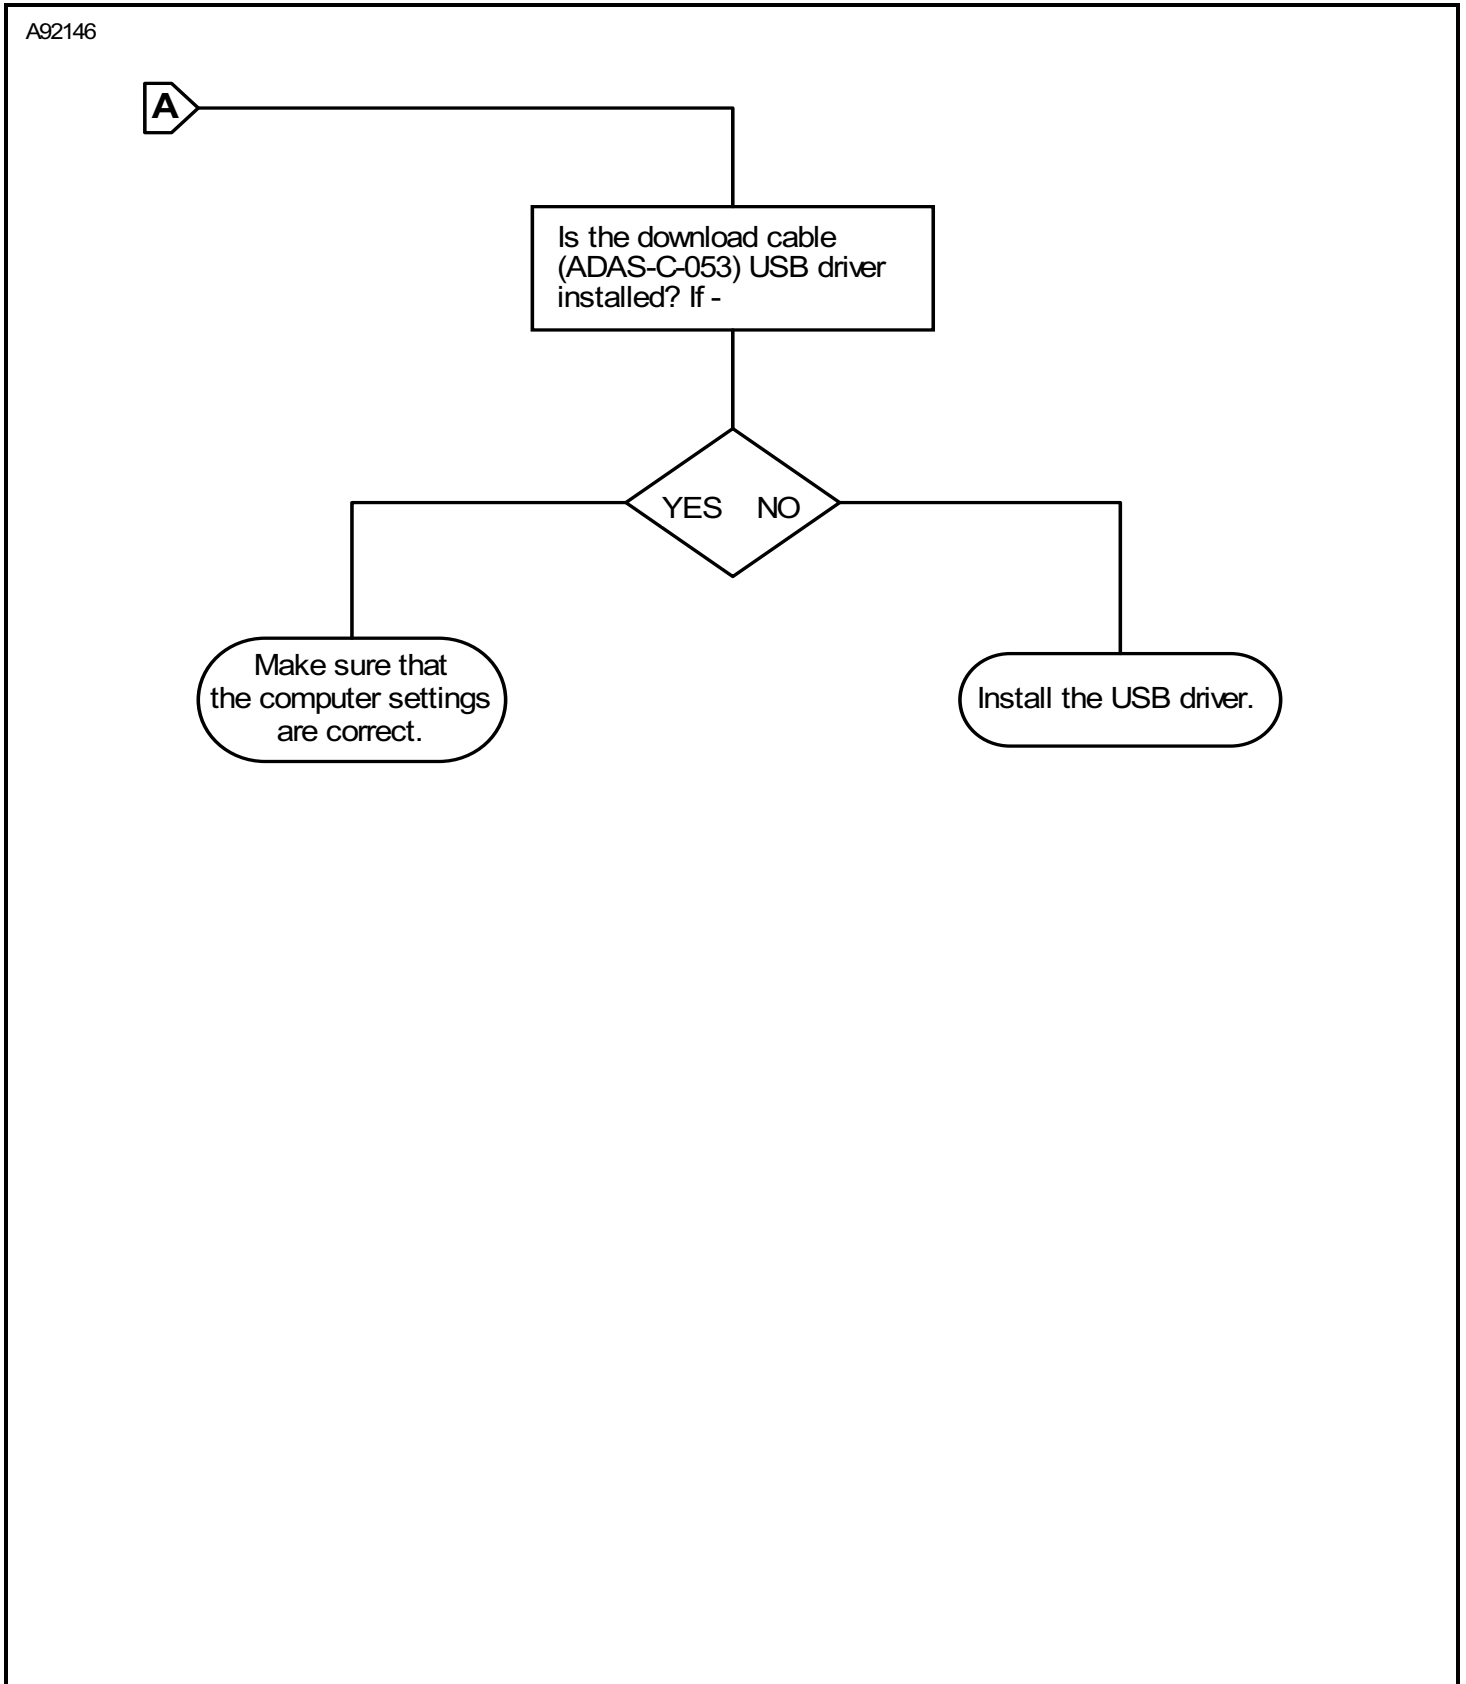 A92146
A
Is the download cable
(ADAS-C-053) USB driver
installed? If -
YES NO
Make sure that
the computer settings
are correct.
Install the USB driver.